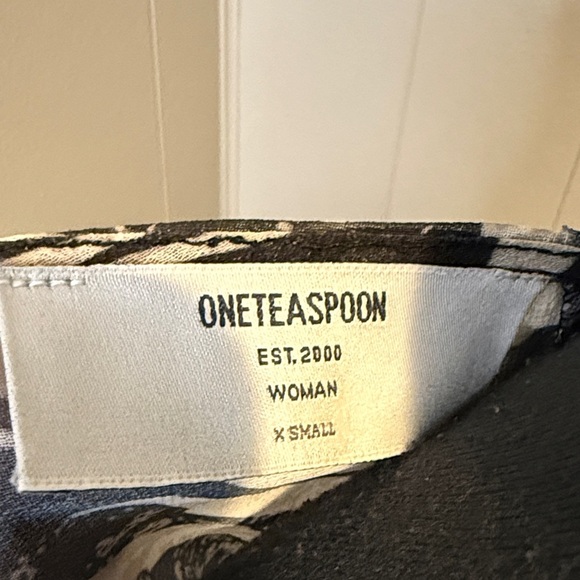 ONETEASPOON
EST. 2000
WOMAN
X SMALL